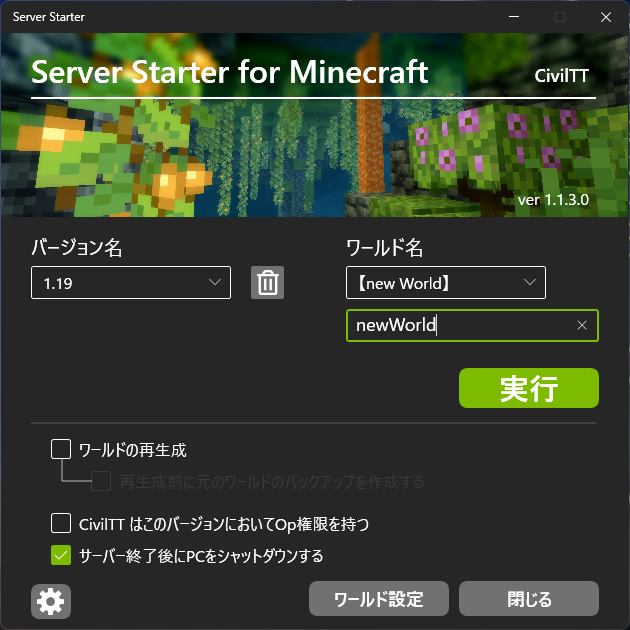 Server Starter
Server Starter for Minecraft
CivilTT
ver 1.1.3.0
バージョン名
ワールド名
1.19
【new World】
newWorld
実行
ワールドの再生成
再生成前に元のワールドのバックアップを作成する
CivilTT はこのバージョンにおいてOp権限を持つ
サーバー終了後にPCをシャットダウンする
ワールド設定
閉じる